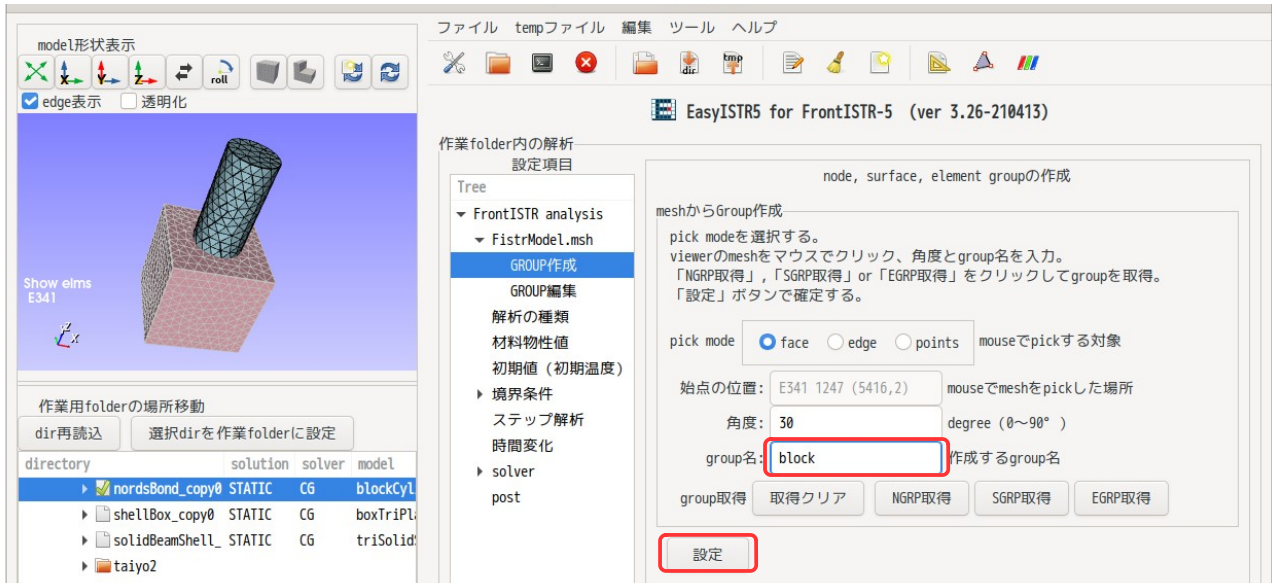 model形状表示
roll
edge表示 透明化
Show elms
E341
作業用folderの場所移動
dir再読込 選択dirを作業folderに設定
directory solution solver model
nordsBond_copy0 STATIC CG blockCyl
shellBox_copy0 STATIC CG boxTriPl
solidBeamShell_ STATIC CG triSolid
taiyo2
ファイル tempファイル 編集 ツール ヘルプ
dir tmp
EasyISTR5 for FrontISTR-5 (ver 3.26-210413)
作業folder内の解析
設定項目
Tree
FrontISTR analysis
FistrModel.msh
GROUP作成
GROUP編集
解析の種類
材料物性値
初期値 (初期温度)
境界条件
ステップ解析
時間変化
solver
post
node, surface, element groupの作成
meshからGroup作成
pick modeを選択する。
viewerのmeshをマウスでクリック、角度とgroup名を入力。
「NGRP取得」,「SGRP取得」or「EGRP取得」をクリックしてgroupを取得。
「設定」ボタンで確定する。
pick mode face edge points mouseでpickする対象
始点の位置: E341 1247 (5416,2) mouseでmeshをpickした場所
角度: 30 degree (0～90° )
group名: block 作成するgroup名
group取得 取得クリア NGRP取得 SGRP取得 EGRP取得
設定